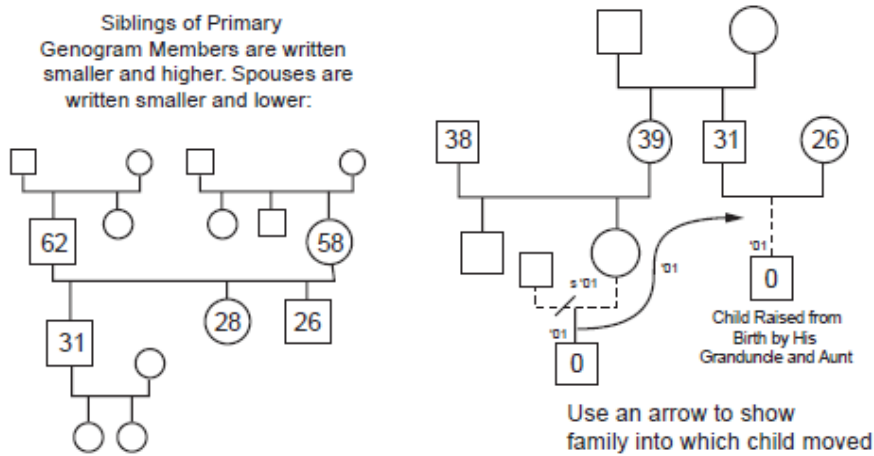 Siblings of Primary
Genogram Members are written
smaller and higher. Spouses are
written smaller and lower:
62
58
28
26
31
38
39
31
26
s '01
'01
'01
0
'01
0
Child Raised from
Birth by His
Granduncle and Aunt
Use an arrow to show
family into which child moved